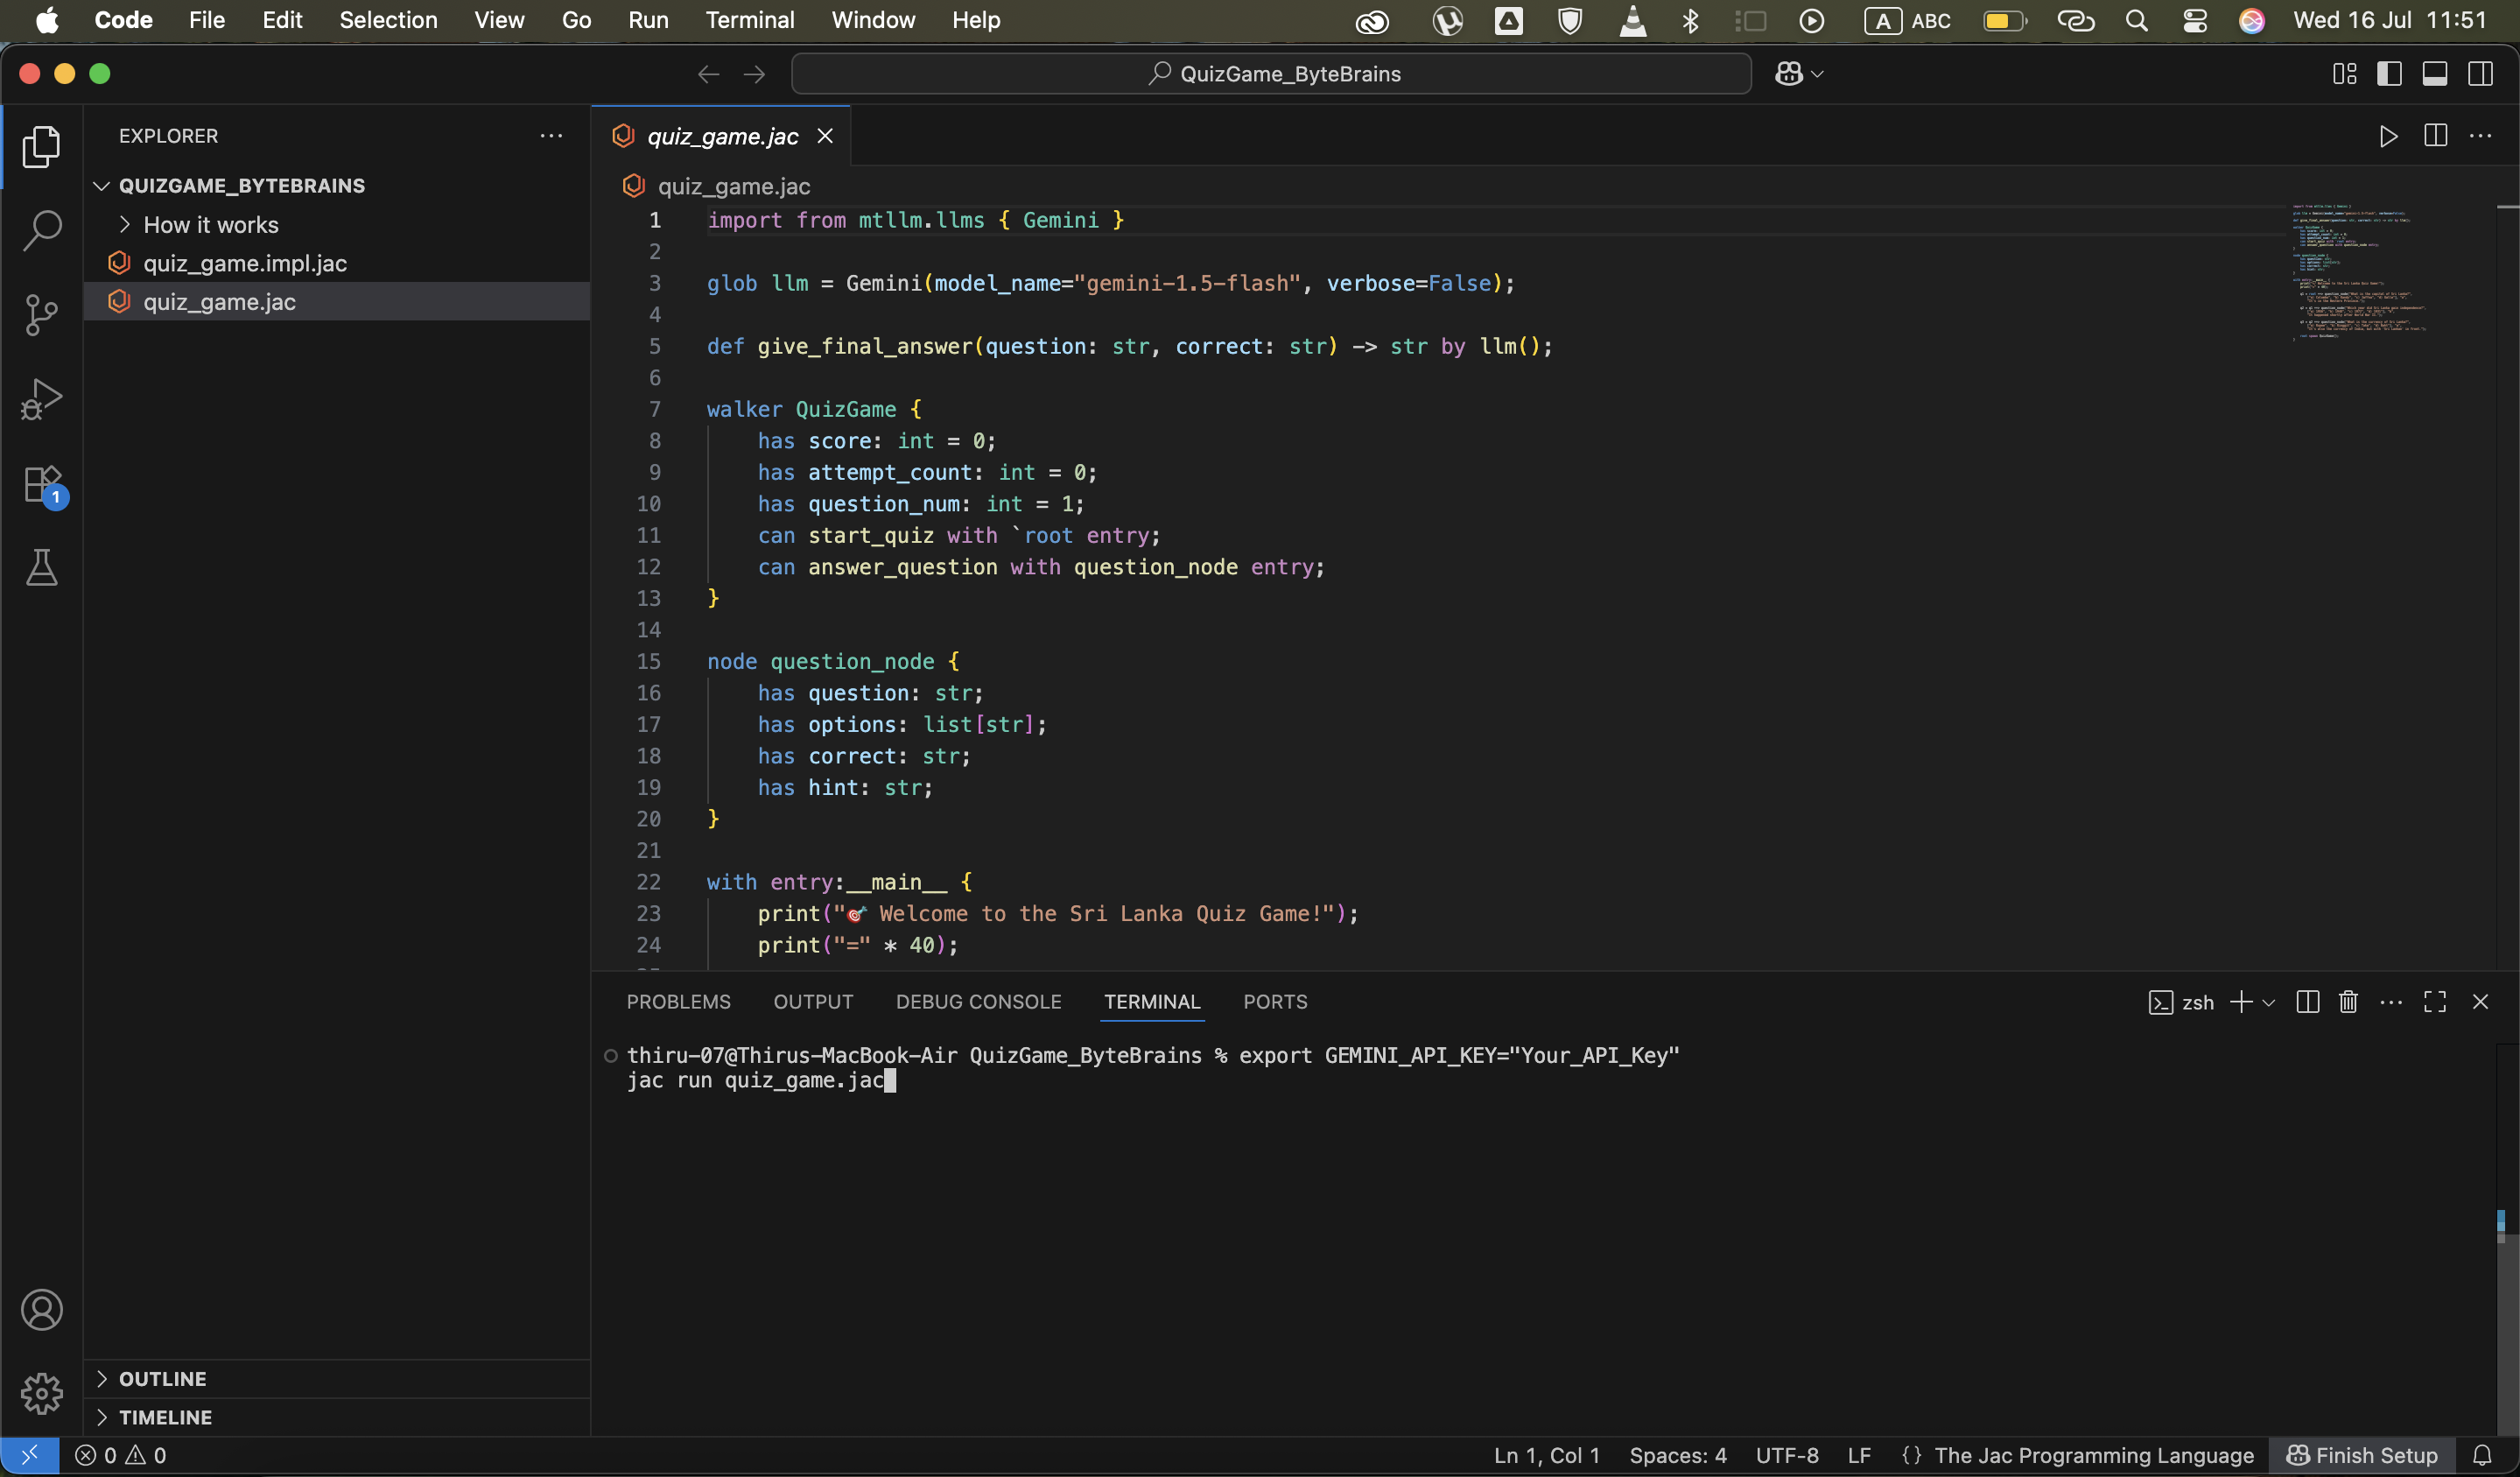 Code File Edit Selection View Go Run Terminal Window Help A ABC Wed 16 Jul 11:51
QuizGame_ByteBrains
EXPLORER
QUIZGAME_BYTEBRAINS
How it works
quiz_game.impl.jac
quiz_game.jac
1
OUTLINE
TIMELINE
quiz_game.jac
quiz_game.jac
1 import from mtllm.llms { Gemini }
2
3 glob llm = Gemini(model_name="gemini-1.5-flash", verbose=False);
4
5 def give_final_answer(question: str, correct: str) -> str by llm();
6
7 walker QuizGame {
8     has score: int = 0;
9     has attempt_count: int = 0;
10     has question_num: int = 1;
11     can start_quiz with `root entry;
12     can answer_question with question_node entry;
13 }
14
15 node question_node {
16     has question: str;
17     has options: list[str];
18     has correct: str;
19     has hint: str;
20 }
21
22 with entry:__main__ {
23     print("🎯 Welcome to the Sri Lanka Quiz Game!");
24     print("=" * 40);
PROBLEMS OUTPUT DEBUG CONSOLE TERMINAL PORTS zsh
thiru-07@Thirus-MacBook-Air QuizGame_ByteBrains % export GEMINI_API_KEY="Your_API_Key"
jac run quiz_game.jac
0 0 Ln 1, Col 1 Spaces: 4 UTF-8 LF {} The Jac Programming Language Finish Setup